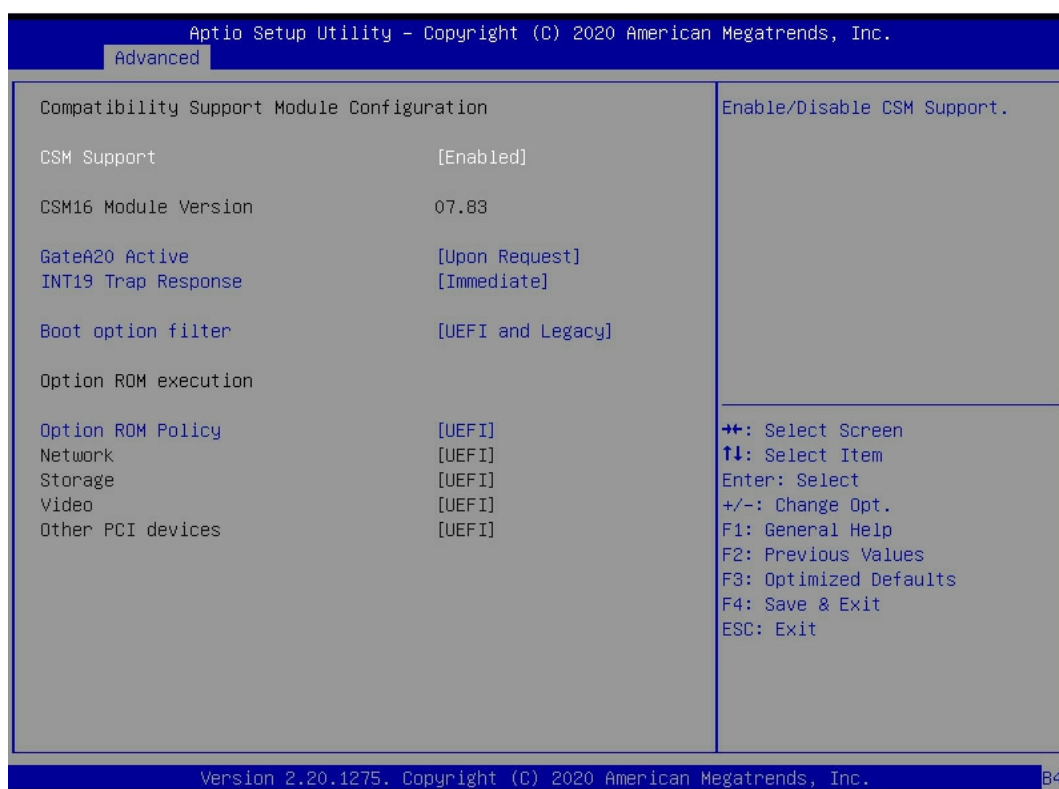 Aptio Setup Utility – Copyright (C) 2020 American Megatrends, Inc.
Advanced
Compatibility Support Module Configuration
CSM Support [Enabled]
CSM16 Module Version 07.83
GateA20 Active [Upon Request]
INT19 Trap Response [Immediate]
Boot option filter [UEFI and Legacy]
Option ROM execution
Option ROM Policy [UEFI]
Network [UEFI]
Storage [UEFI]
Video [UEFI]
Other PCI devices [UEFI]
Enable/Disable CSM Support.
→←: Select Screen
↑↓: Select Item
Enter: Select
+/-: Change Opt.
F1: General Help
F2: Previous Values
F3: Optimized Defaults
F4: Save & Exit
ESC: Exit
Version 2.20.1275. Copyright (C) 2020 American Megatrends, Inc.
B4